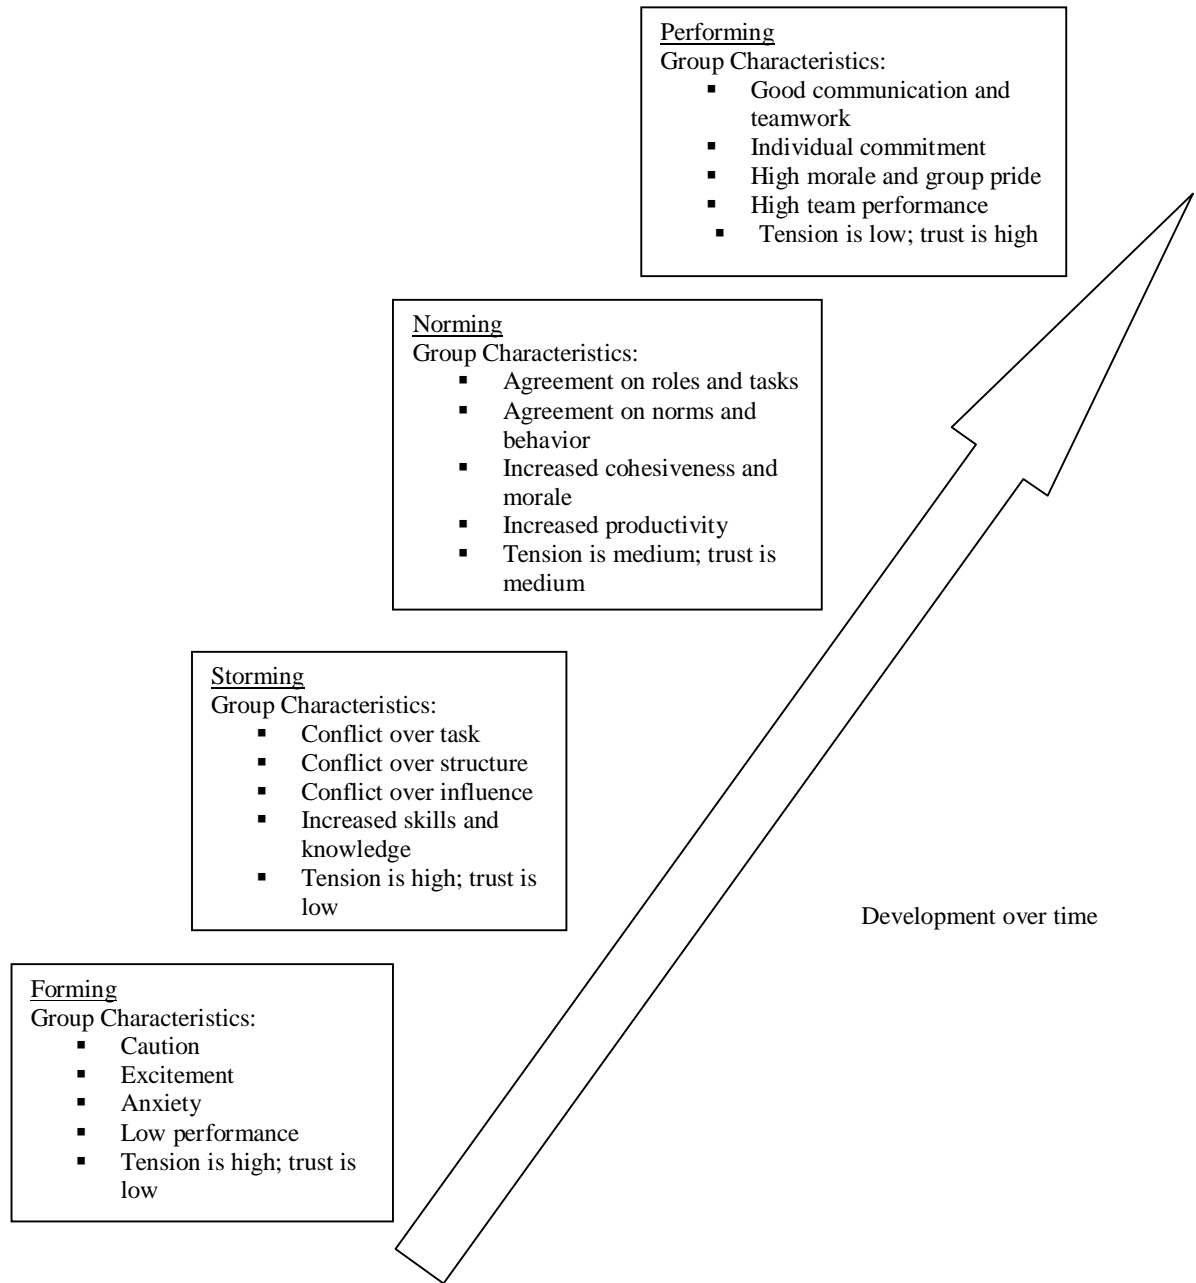 Performing
Group Characteristics:
▪ Good communication and
teamwork
▪ Individual commitment
▪ High morale and group pride
▪ High team performance
▪ Tension is low; trust is high
Norming
Group Characteristics:
▪ Agreement on roles and tasks
▪ Agreement on norms and
behavior
▪ Increased cohesiveness and
morale
▪ Increased productivity
▪ Tension is medium; trust is
medium
Storming
Group Characteristics:
▪ Conflict over task
▪ Conflict over structure
▪ Conflict over influence
▪ Increased skills and
knowledge
▪ Tension is high; trust is
low
Development over time
Forming
Group Characteristics:
▪ Caution
▪ Excitement
▪ Anxiety
▪ Low performance
▪ Tension is high; trust is
low